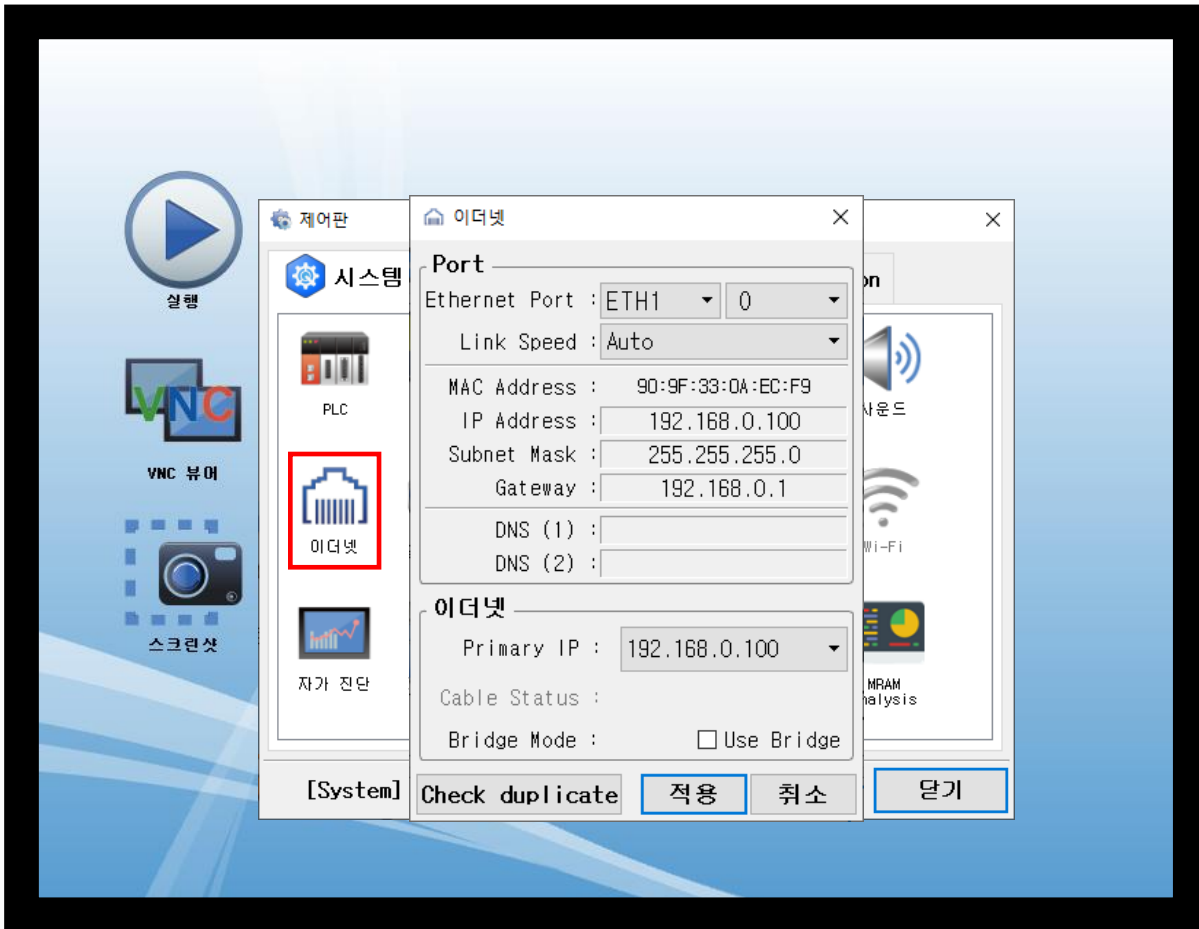 실행
VNC
VNC 뷰어
스크린샷
제어판
시스템
on
PLC
이더넷
자가 진단
Wi-Fi
MRAM
[System]
닫기
이더넷
Port
Ethernet Port : ETH1 0
Link Speed : Auto
MAC Address : 90:9F:33:0A:EC:F9
IP Address : 192.168.0.100
Subnet Mask : 255.255.255.0
Gateway : 192.168.0.1
DNS (1) :
DNS (2) :
이더넷
Primary IP : 192.168.0.100
Cable Status :
Bridge Mode : Use Bridge
Check duplicate 적용 취소